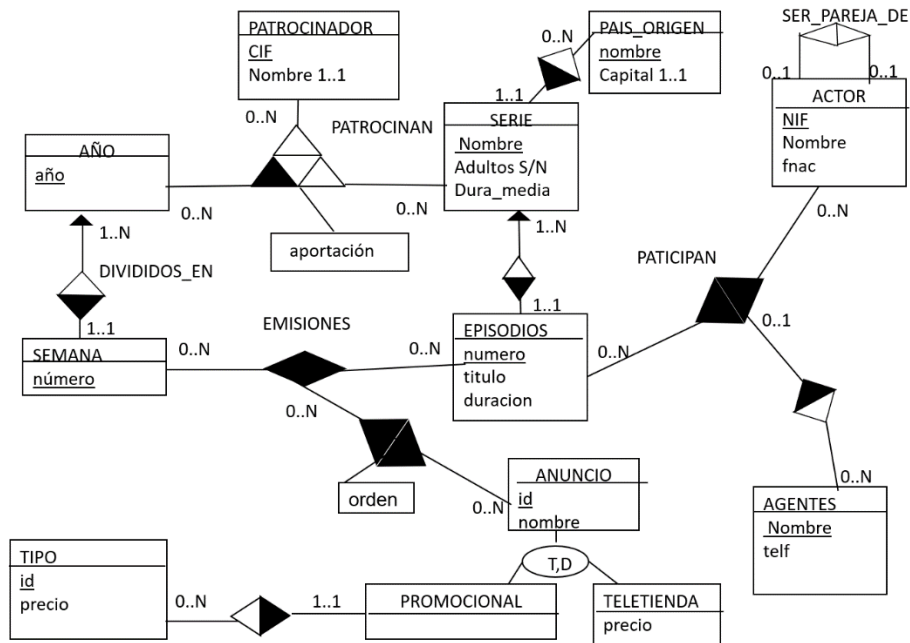 SER_PAREJA_DE
0..1
0..1
PATROCINADOR
CIF
Nombre 1..1
0..N
PAIS_ORIGEN
nombre
Capital 1..1
0..N
1..1
ACTOR
NIF
Nombre
fnac
0..N
PATROCINAN
SERIE
Nombre
Adultos S/N
Dura_media
AÑO
año
0..N
0..N
aportación
1..N
1..N
DIVIDIDOS_EN
PATICIPAN
0..1
1..1
1..1
EMISIONES
SEMANA
número
0..N
0..N
EPISODIOS
numero
titulo
duracion
0..N
0..N
orden
0..N
ANUNCIO
id
nombre
0..N
AGENTES
Nombre
telf
T,D
TIPO
id
precio
0..N
1..1
PROMOCIONAL
TELETIENDA
precio